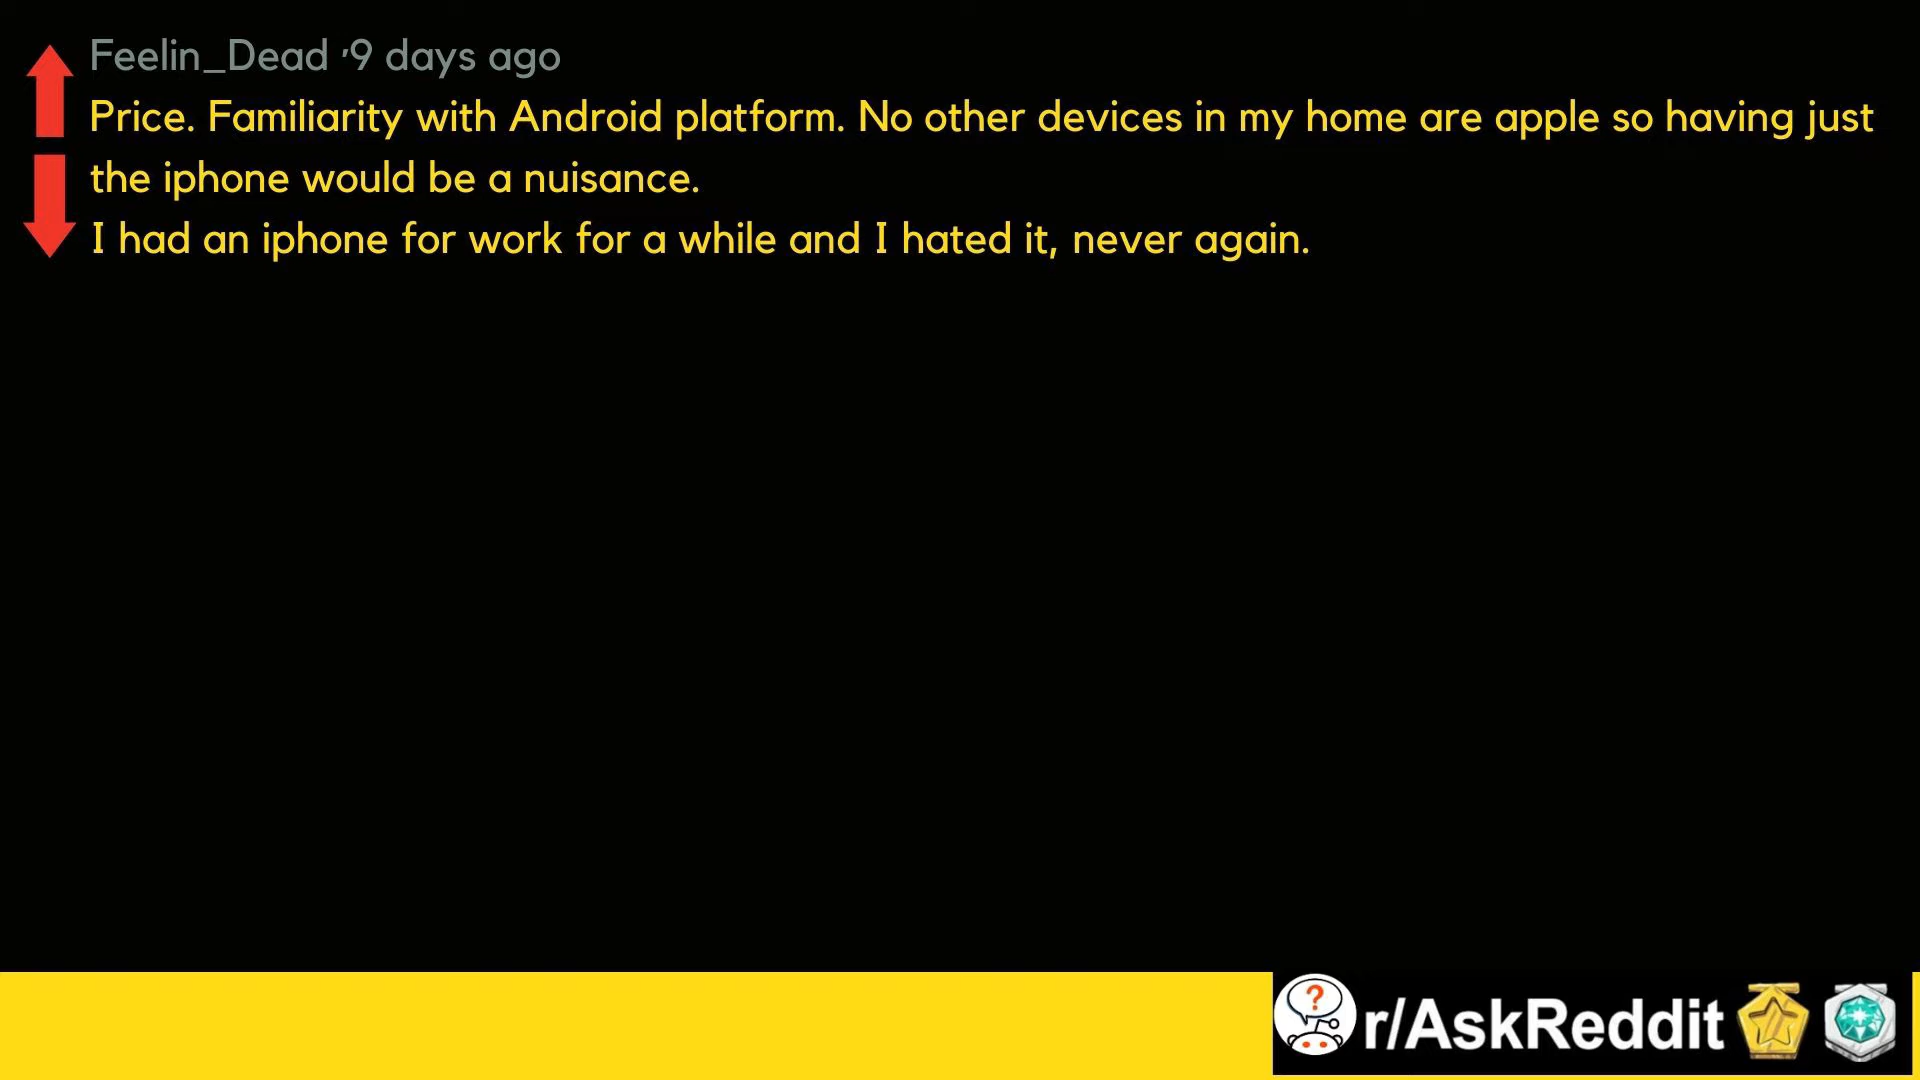 Feelin_Dead ·9 days ago
Price. Familiarity with Android platform. No other devices in my home are apple so having just
the iphone would be a nuisance.
I had an iphone for work for a while and I hated it, never again.
?
r/AskReddit